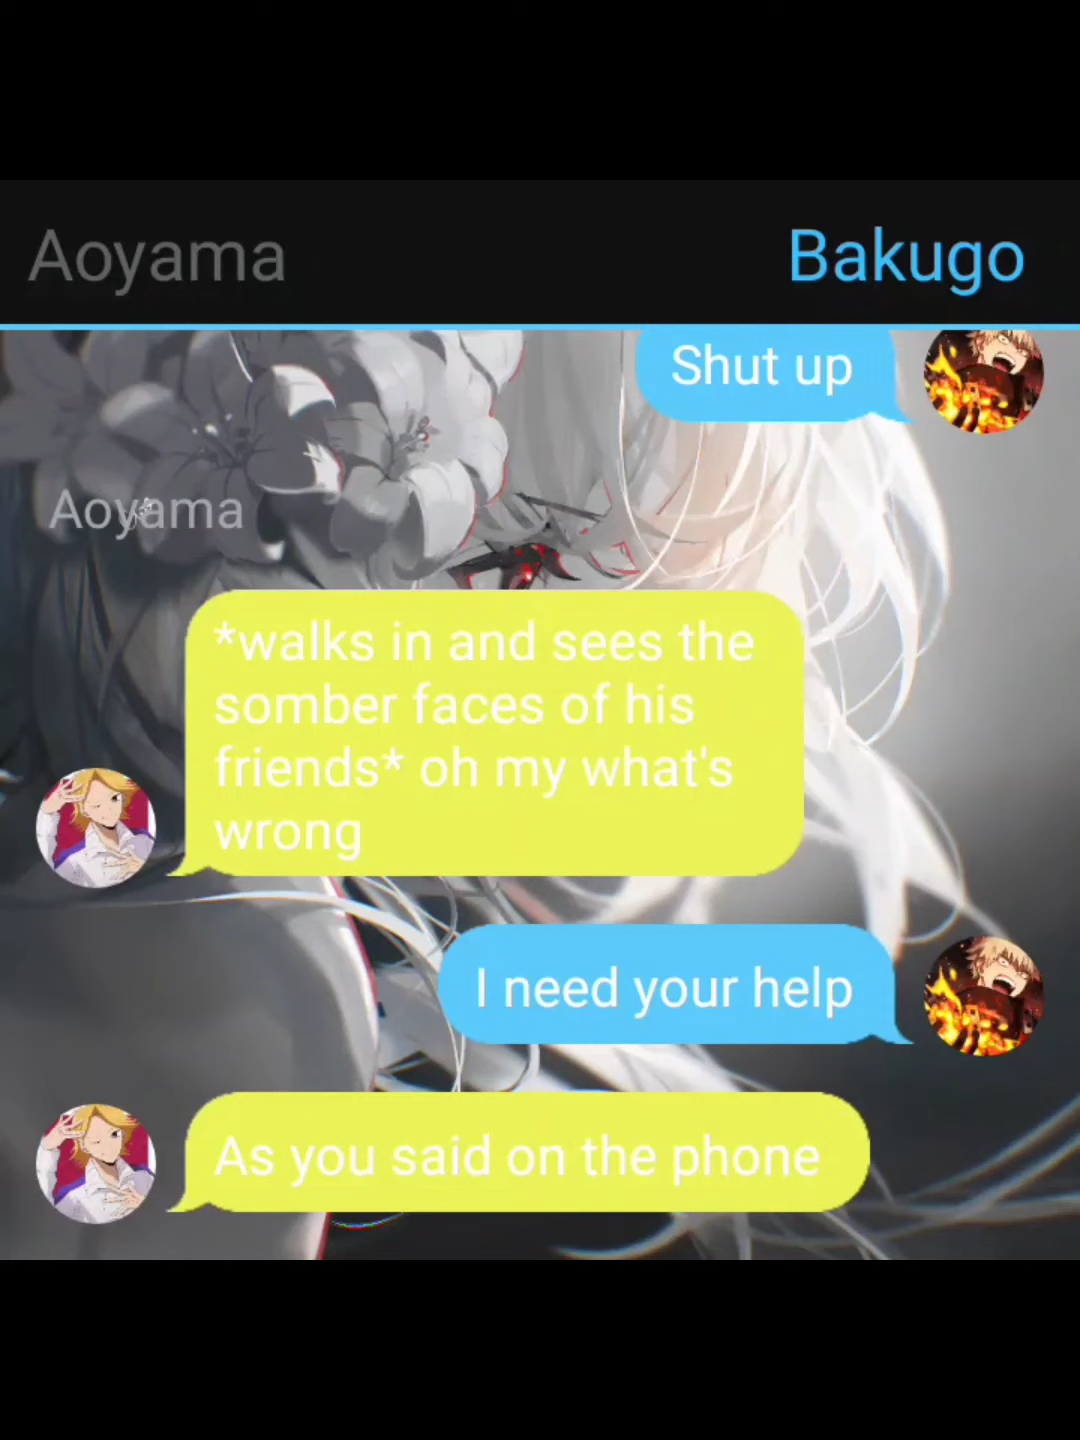 Aoyama Bakugo
Shut up
Aoyama
*walks in and sees the
somber faces of his
friends* oh my what's
wrong
I need your help
As you said on the phone